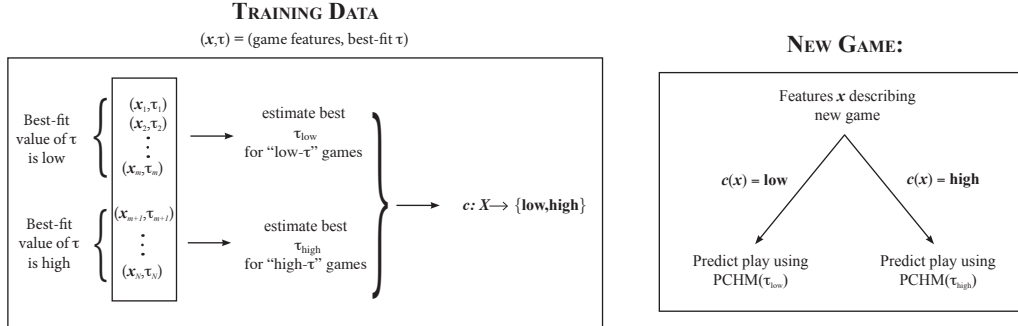 TRAINING DATA
(x,τ) = (game features, best-fit τ)
Best-fit
value of τ
is low
(x₁,τ₁)
(x₂,τ₂)
(xₘ,τₘ)
estimate best
τlow
for “low-τ” games
Best-fit
value of τ
is high
(xₘ₊₁,τₘ₊₁)
(x_N,τ_N)
estimate best
τhigh
for “high-τ” games
c: X→ {low,high}
NEW GAME:
Features x describing
new game
c(x) = low
c(x) = high
Predict play using
PCHM(τlow)
Predict play using
PCHM(τhigh)